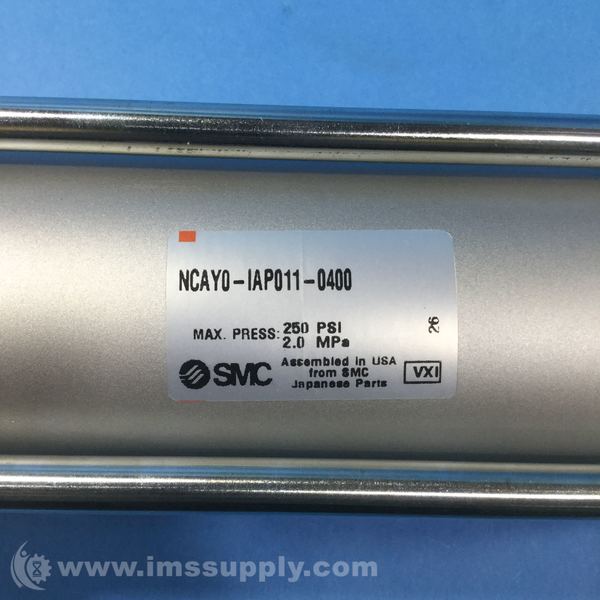 NCAY0-IAP011-0400
MAX. PRESS: 250 PSI
2.0 MPa
26
SMC
Assembled in USA
from SMC
Japanese Parts
VXI
www.imssupply.com